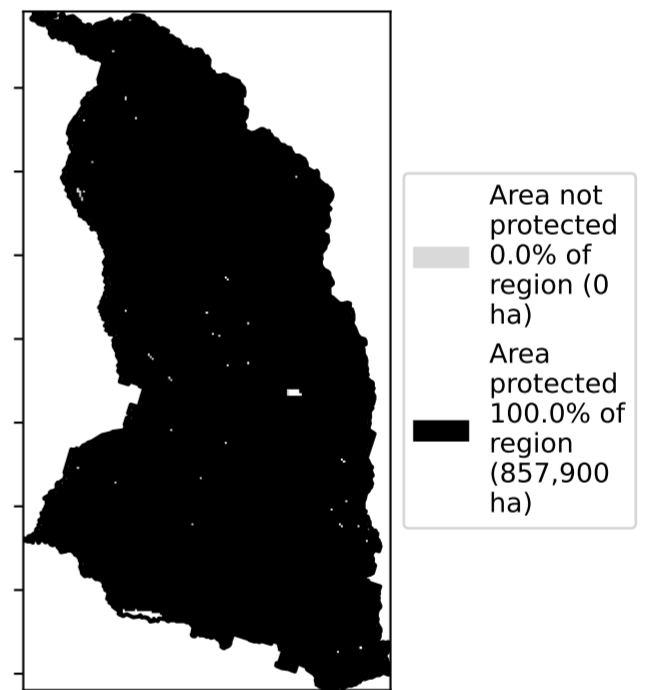 Area not
protected
0.0% of
region (0
ha)
Area
protected
100.0% of
region
(857,900
ha)